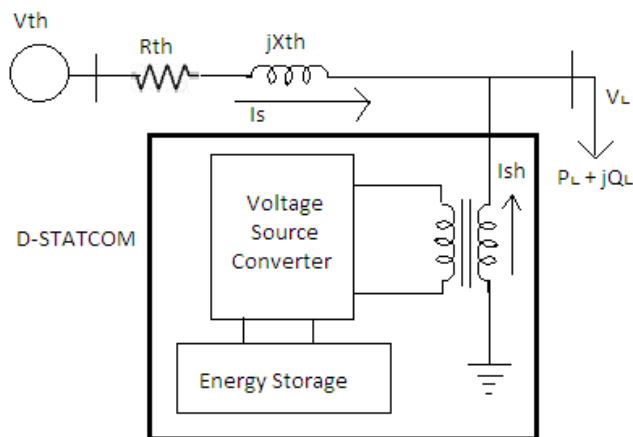 Vth
Rth
jXth
Is
VL
PL + jQL
Ish
D-STATCOM
Voltage
Source
Converter
Energy Storage